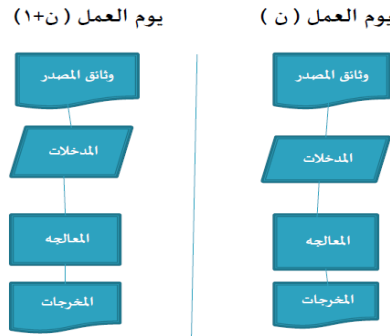 يوم العمل ( ن )
وثائق المصدر
المدخلات
المعالجه
المخرجات
يوم العمل ( ن+١)
وثائق المصدر
المدخلات
المعالجه
المخرجات